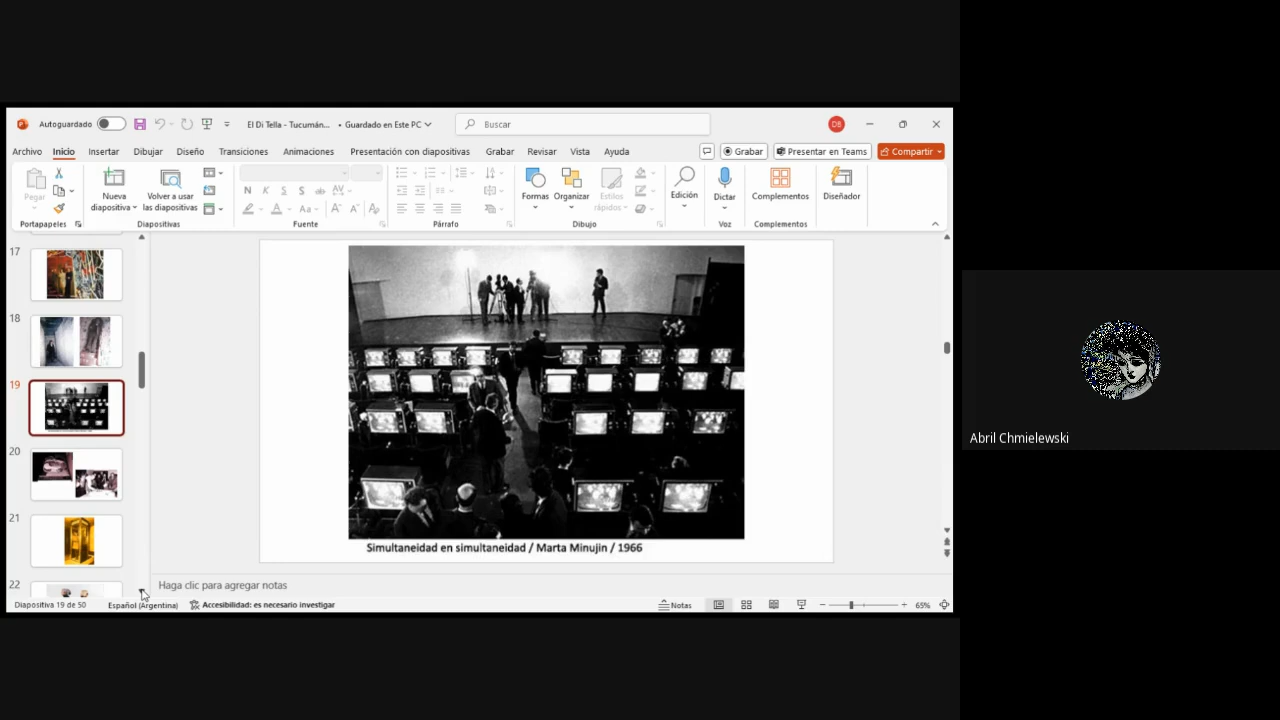 Autoguardado
El Di Tella - Tucumán... • Guardado en Este PC
Buscar
DB
Archivo Inicio Insertar Dibujar Diseño Transiciones Animaciones Presentación con diapositivas Grabar Revisar Vista Ayuda
Grabar
Presentar en Teams
Compartir
Pegar
Nueva diapositiva
Volver a usar las diapositivas
N K S S ab AV
A Aa A A A
Formas
Organizar
Estilos rápidos
Edición
Dictar
Complementos
Diseñador
Portapapeles
Diapositivas
Fuente
Párrafo
Dibujo
Voz
Complementos
17
18
19
20
21
22
Simultaneidad en simultaneidad / Marta Minujin / 1966
Haga clic para agregar notas
Diapositiva 19 de 50
Español (Argentina)
Accesibilidad: es necesario investigar
Notas
65%
Abril Chmielewski